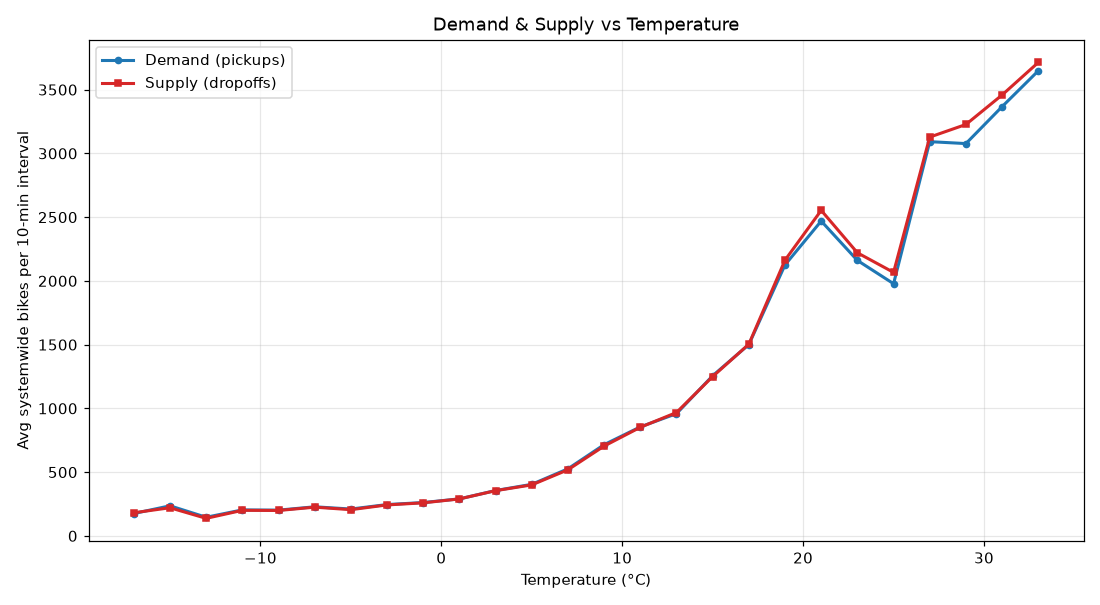 Demand & Supply vs Temperature
Demand (pickups)
Supply (dropoffs)
Avg systemwide bikes per 10-min interval
3500
3000
2500
2000
1500
1000
500
0
−10
0
10
20
30
Temperature (°C)